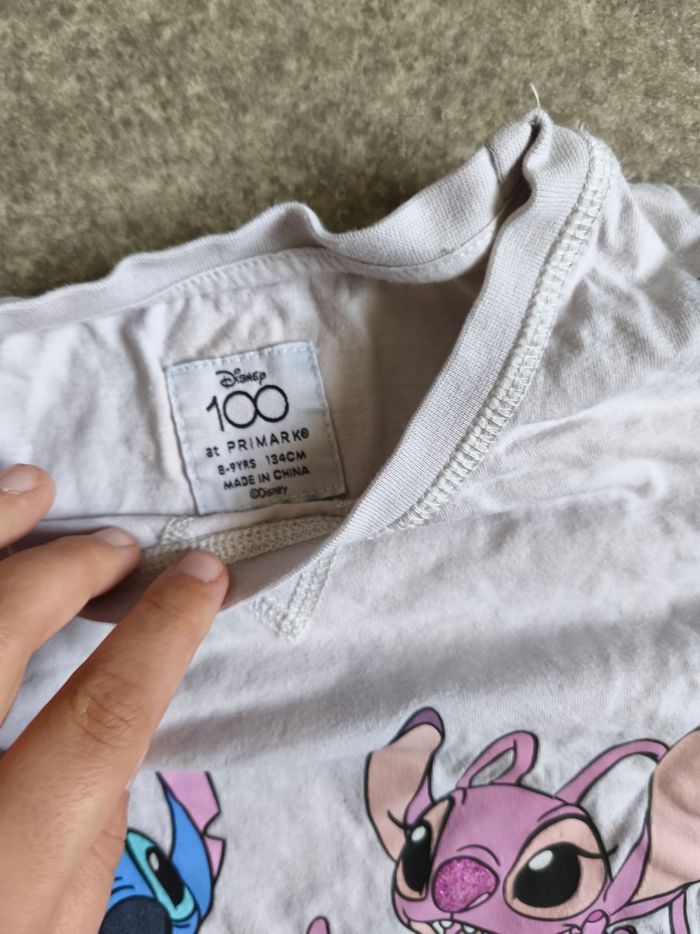 Disney
100
at PRIMARK®
8-9YRS 134CM
MADE IN CHINA
©Disney